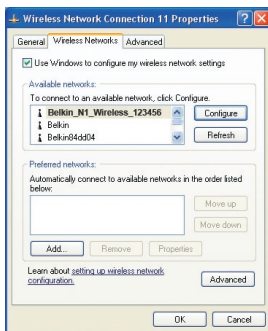 Wireless Network Connection 11 Properties
General Wireless Networks Advanced
Use Windows to configure my wireless network settings
Available networks:
To connect to an available network, click Configure.
Belkin_N1_Wireless_123456
Configure
Belkin
Belkin84dd04
Refresh
Preferred networks:
Automatically connect to available networks in the order listed
below:
Move up
Move down
Add... Remove Properties
Learn about setting up wireless network
configuration.
Advanced
OK Cancel